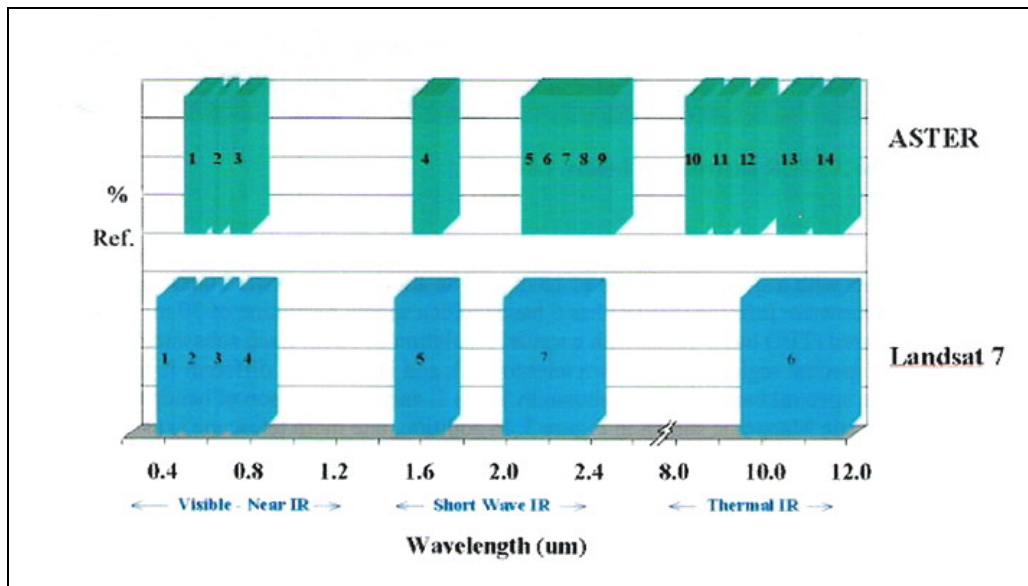 1 2 3 4 5 6 7 8 9 10 11 12 13 14
ASTER
%
Ref.
1 2 3 4 5 7 6
Landsat 7
0.4 0.8 1.2 1.6 2.0 2.4 8.0 10.0 12.0
Visible - Near IR Short Wave IR Thermal IR
Wavelength (um)